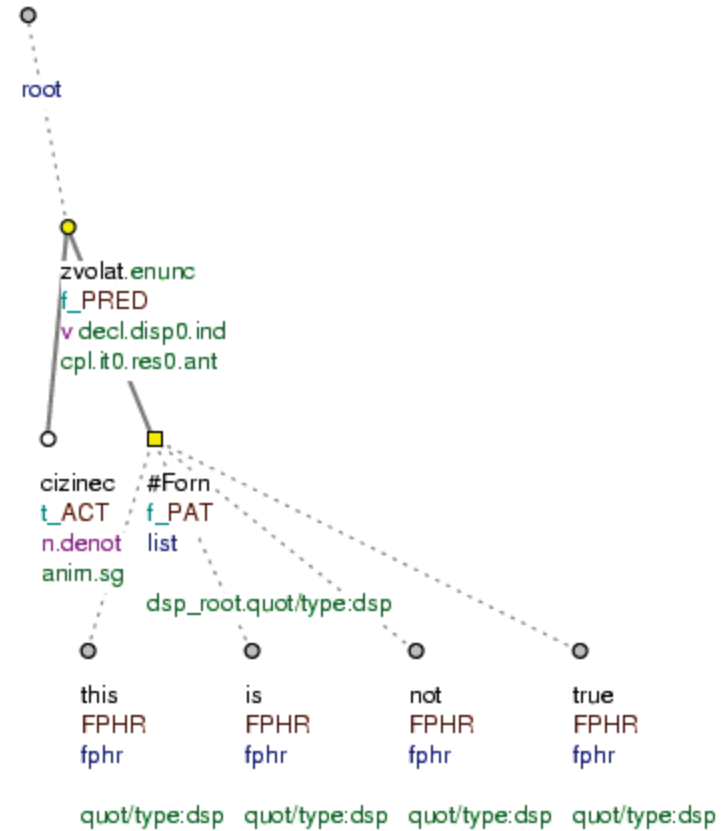 root
zvolat.enunc
f_PRED
v decl.disp0.ind
cpl.it0.res0.ant
cizinec
t_ACT
n.denot
anim.sg
#Forn
f_PAT
list
dsp_root.quot/type:dsp
this
FPHR
fphr
quot/type:dsp
is
FPHR
fphr
quot/type:dsp
not
FPHR
fphr
quot/type:dsp
true
FPHR
fphr
quot/type:dsp